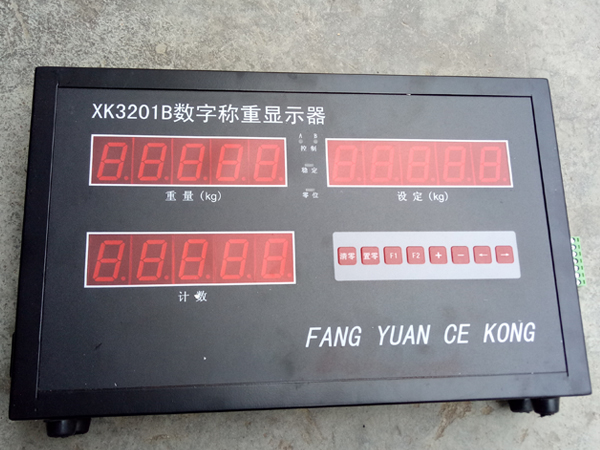 XK3201B数字称重显示器
A B
控制
稳定
零位
重量(kg)
设定(kg)
计数
清零 置零 F1 F2 + − ← →
FANG YUAN CE KONG